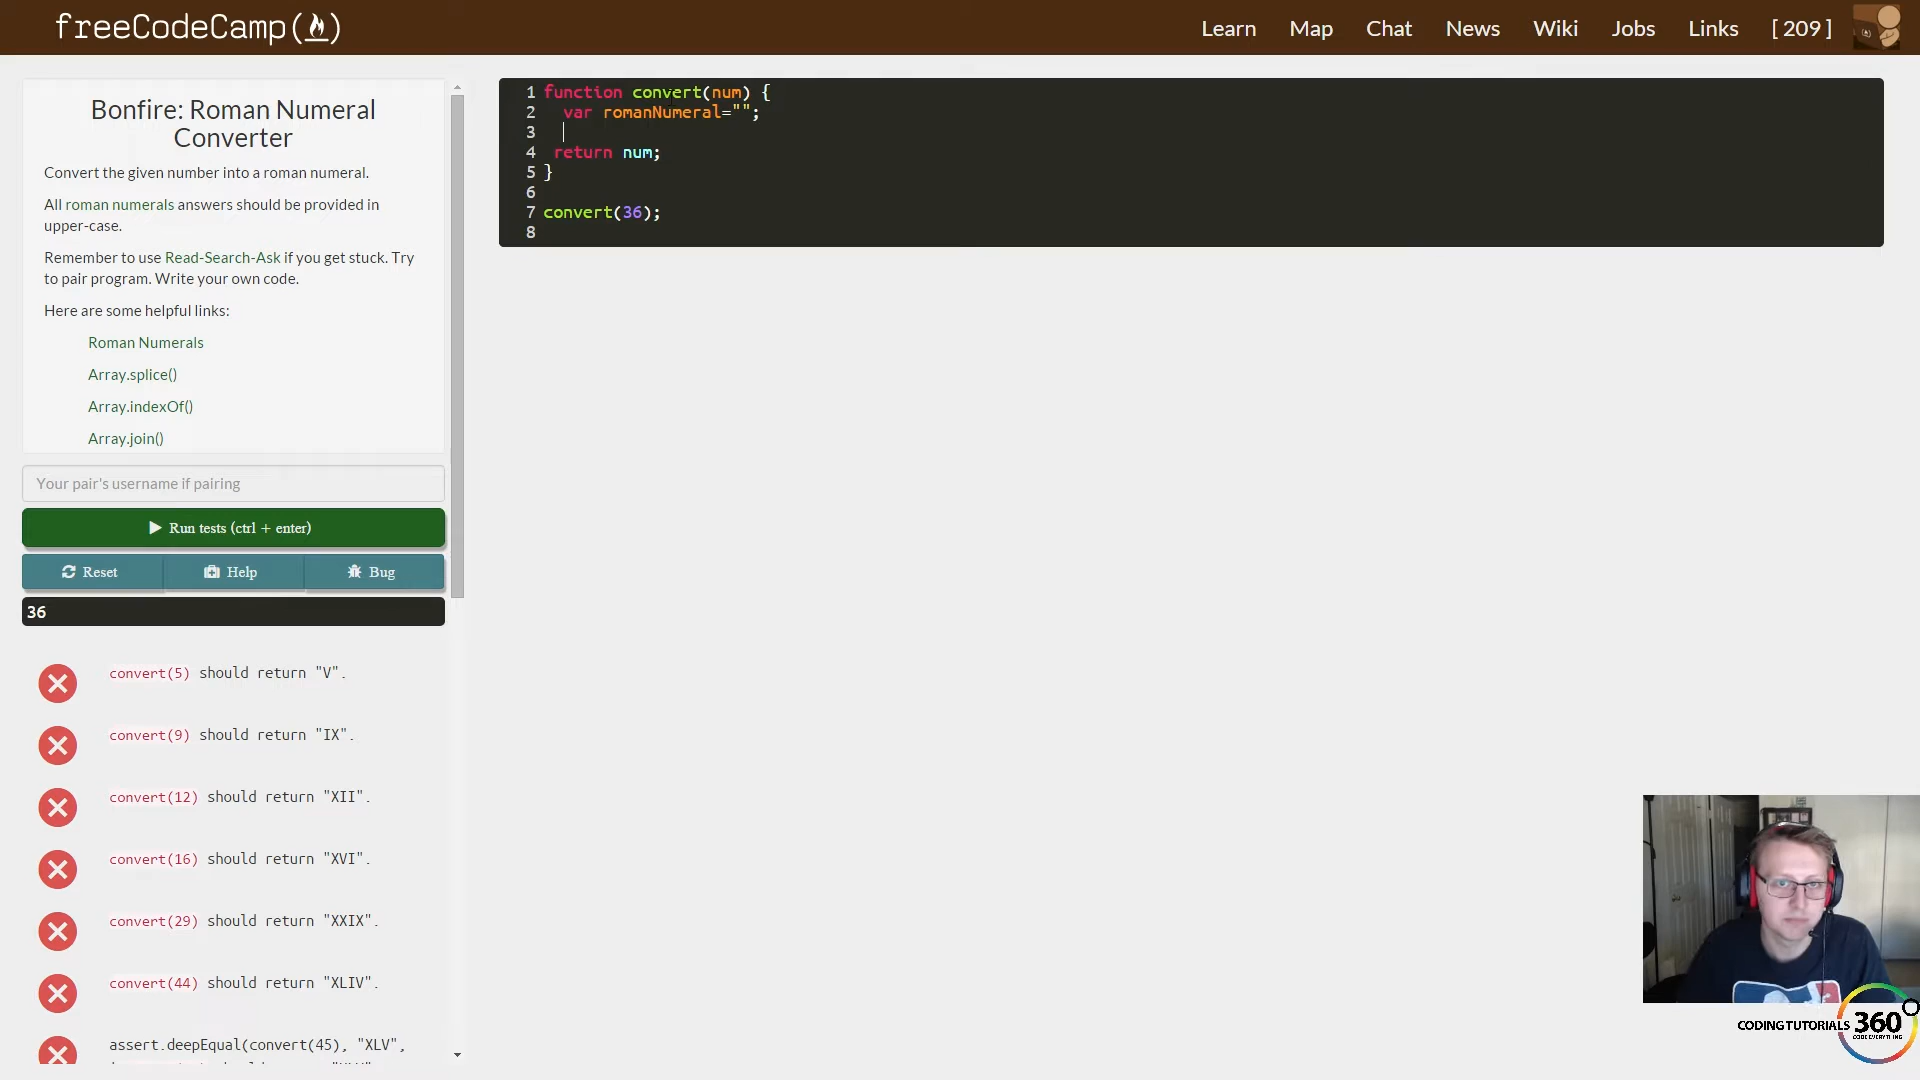 freeCodeCamp( )
Learn Map Chat News Wiki Jobs Links [ 209 ]
Bonfire: Roman Numeral
Converter
Convert the given number into a roman numeral.
All roman numerals answers should be provided in
upper-case.
Remember to use Read-Search-Ask if you get stuck. Try
to pair program. Write your own code.
Here are some helpful links:
Roman Numerals
Array.splice()
Array.indexOf()
Array.join()
Your pair's username if pairing
Run tests (ctrl + enter)
Reset Help Bug
36
convert(5) should return "V".
convert(9) should return "IX".
convert(12) should return "XII".
convert(16) should return "XVI".
convert(29) should return "XXIX".
convert(44) should return "XLIV".
assert.deepEqual(convert(45), "XLV",
1 function convert(num) {
2 var romanNumeral="";
3
4 return num;
5 }
6
7 convert(36);
8
CODING TUTORIALS 360
CODE EVERYTHING